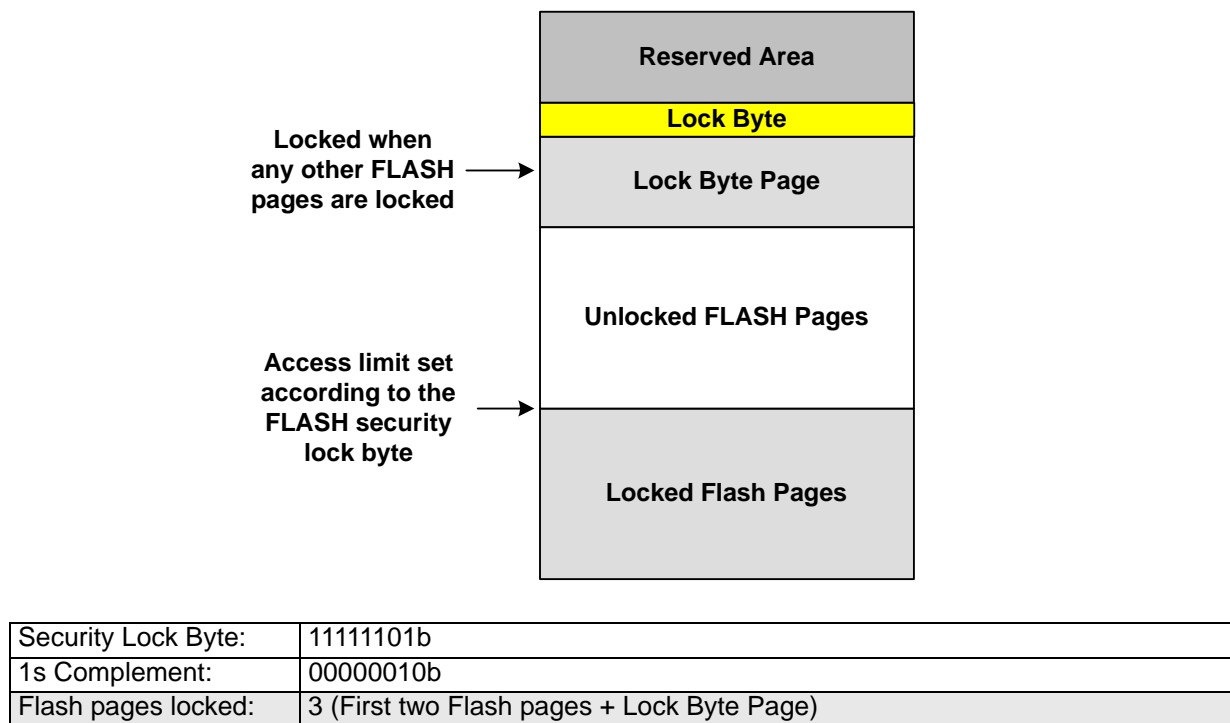 Reserved Area
Lock Byte
Locked when
any other FLASH
pages are locked
Lock Byte Page
Unlocked FLASH Pages
Access limit set
according to the
FLASH security
lock byte
Locked Flash Pages
Security Lock Byte: 11111101b
1s Complement: 00000010b
Flash pages locked: 3 (First two Flash pages + Lock Byte Page)